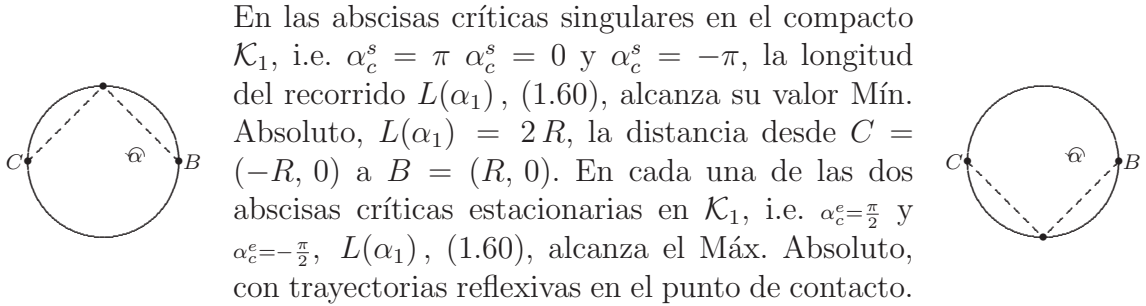 En las abscisas críticas singulares en el compacto
𝒦₁, i.e. αₛᶜ = π αₛᶜ = 0 y αₛᶜ = −π, la longitud
del recorrido L(α₁), (1.60), alcanza su valor Mín.
Absoluto, L(α₁) = 2 R, la distancia desde C =
(−R, 0) a B = (R, 0). En cada una de las dos
abscisas críticas estacionarias en 𝒦₁, i.e. α_c^e=π/2 y
α_c^e=−π/2, L(α₁), (1.60), alcanza el Máx. Absoluto,
con trayectorias reflexivas en el punto de contacto.
C α B
C α B